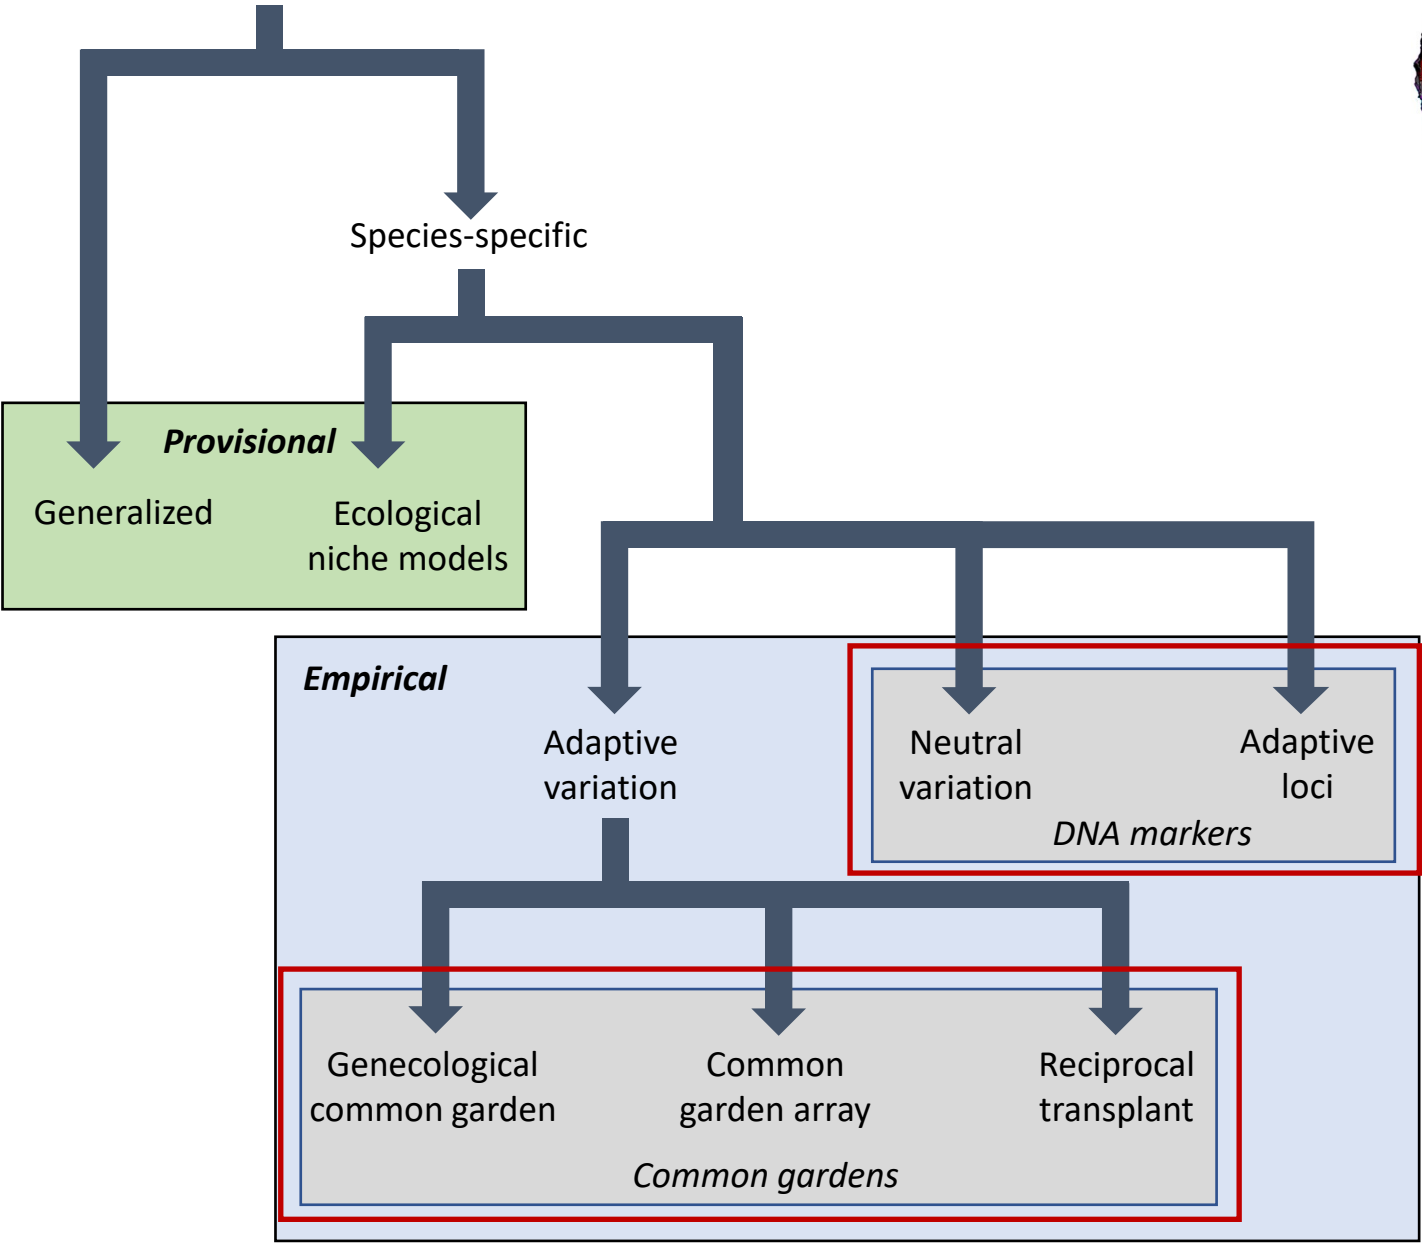 Species-specific
Provisional
Generalized
Ecological
niche models
Empirical
Adaptive
variation
Neutral
variation
Adaptive
loci
DNA markers
Genecological
common garden
Common
garden array
Reciprocal
transplant
Common gardens